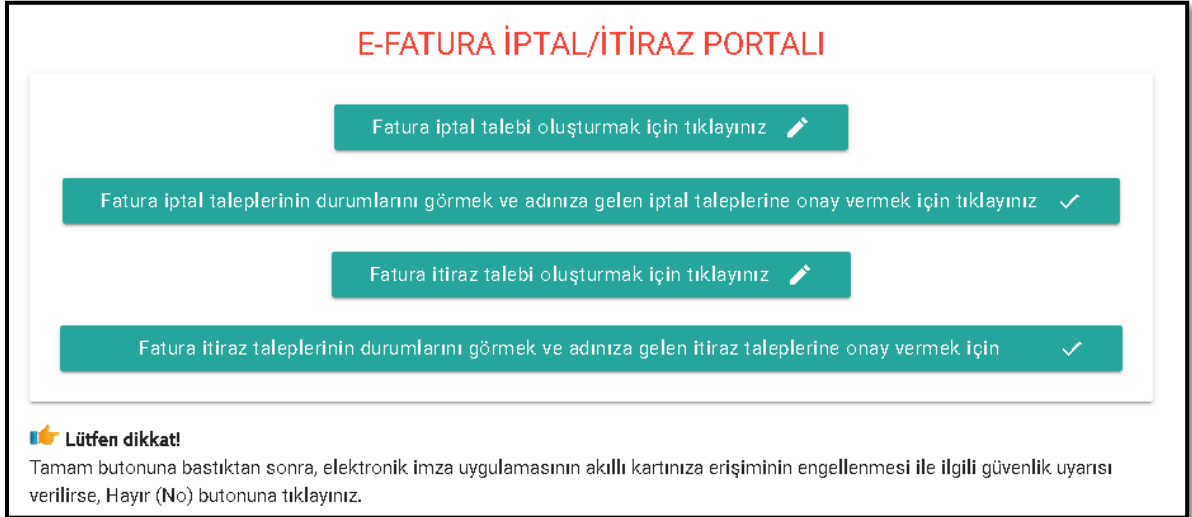 E-FATURA İPTAL/İTİRAZ PORTALI
Fatura iptal talebi oluşturmak için tıklayınız
Fatura iptal taleplerinin durumlarını görmek ve adınıza gelen iptal taleplerine onay vermek için tıklayınız
Fatura itiraz talebi oluşturmak için tıklayınız
Fatura itiraz taleplerinin durumlarını görmek ve adınıza gelen itiraz taleplerine onay vermek için
Lütfen dikkat!
Tamam butonuna bastıktan sonra, elektronik imza uygulamasının akıllı kartınıza erişiminin engellenmesi ile ilgili güvenlik uyarısı
verilirse, Hayır (No) butonuna tıklayınız.